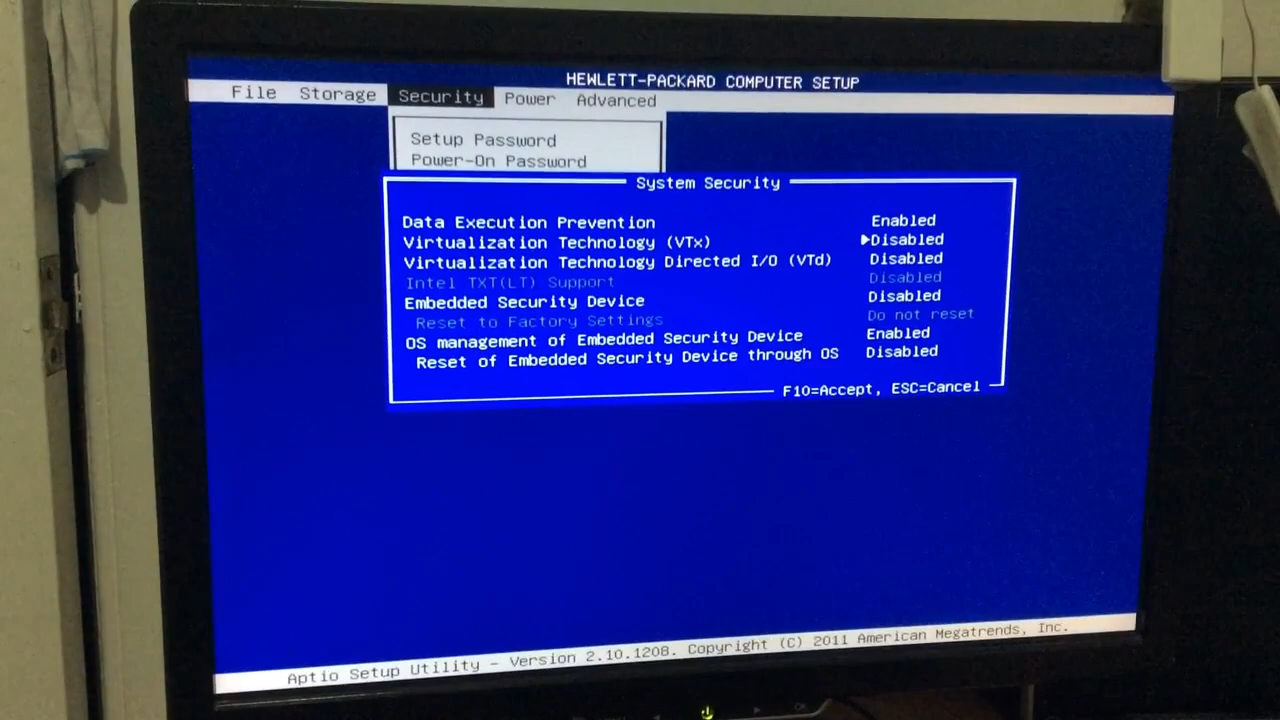 HEWLETT-PACKARD COMPUTER SETUP
File Storage Security Power Advanced
Setup Password
Power-On Password
System Security
Data Execution Prevention Enabled
Virtualization Technology (VTx) ▶Disabled
Virtualization Technology Directed I/O (VTd) Disabled
Intel TXT(LT) Support Disabled
Embedded Security Device Disabled
Reset to Factory Settings Do not reset
OS management of Embedded Security Device Enabled
Reset of Embedded Security Device through OS Disabled
F10=Accept, ESC=Cancel
Aptio Setup Utility - Version 2.10.1208. Copyright (C) 2011 American Megatrends, Inc.